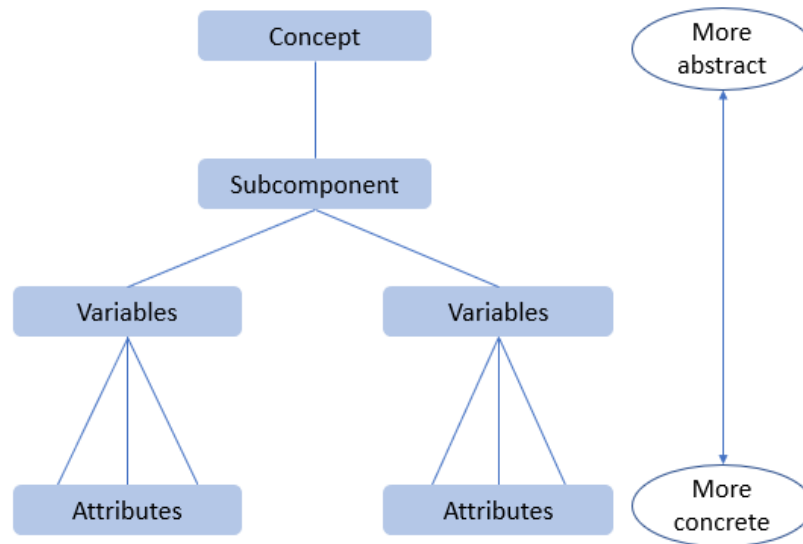 Concept
More
abstract
Subcomponent
Variables
Variables
Attributes
Attributes
More
concrete